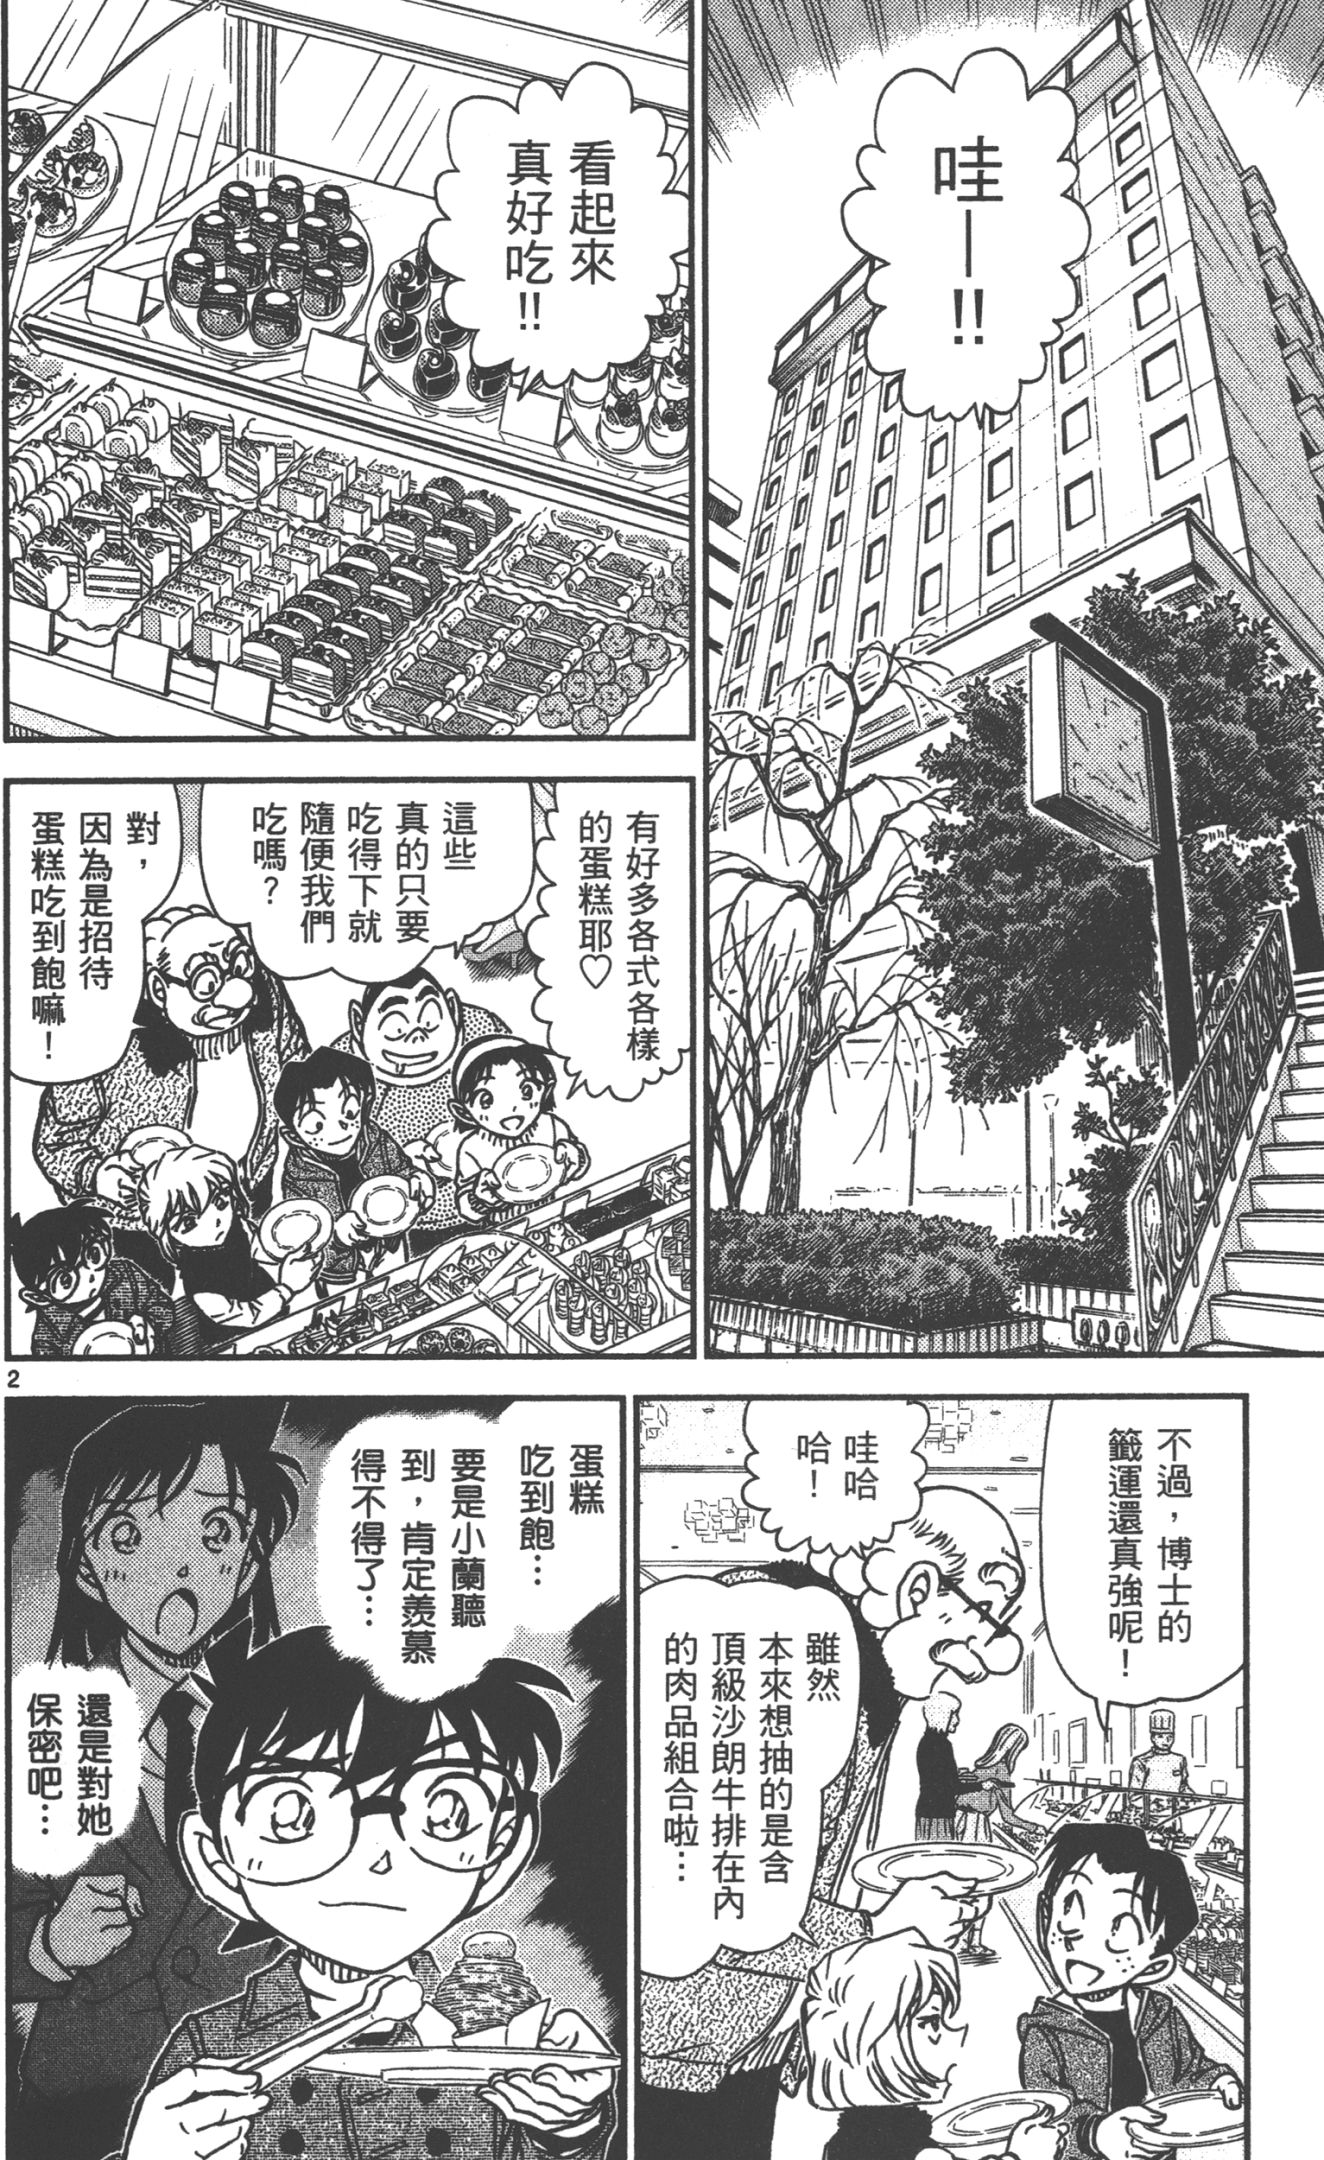 哇—!!
看起來
真好吃!!
有好多各式各樣
的蛋糕耶♡
這些
真的只要
吃得下就
隨便我們
吃嗎？
對，
因為是招待
蛋糕吃到飽嘛！
2
不過，博士的
籤運還真強呢！
哇哈
哈！
雖然
本來想抽的是含
頂級沙朗牛排在內
的肉品組合啦…
蛋糕
吃到飽…
要是小蘭聽
到，肯定羨慕
得不得了…
還是對她
保密吧…